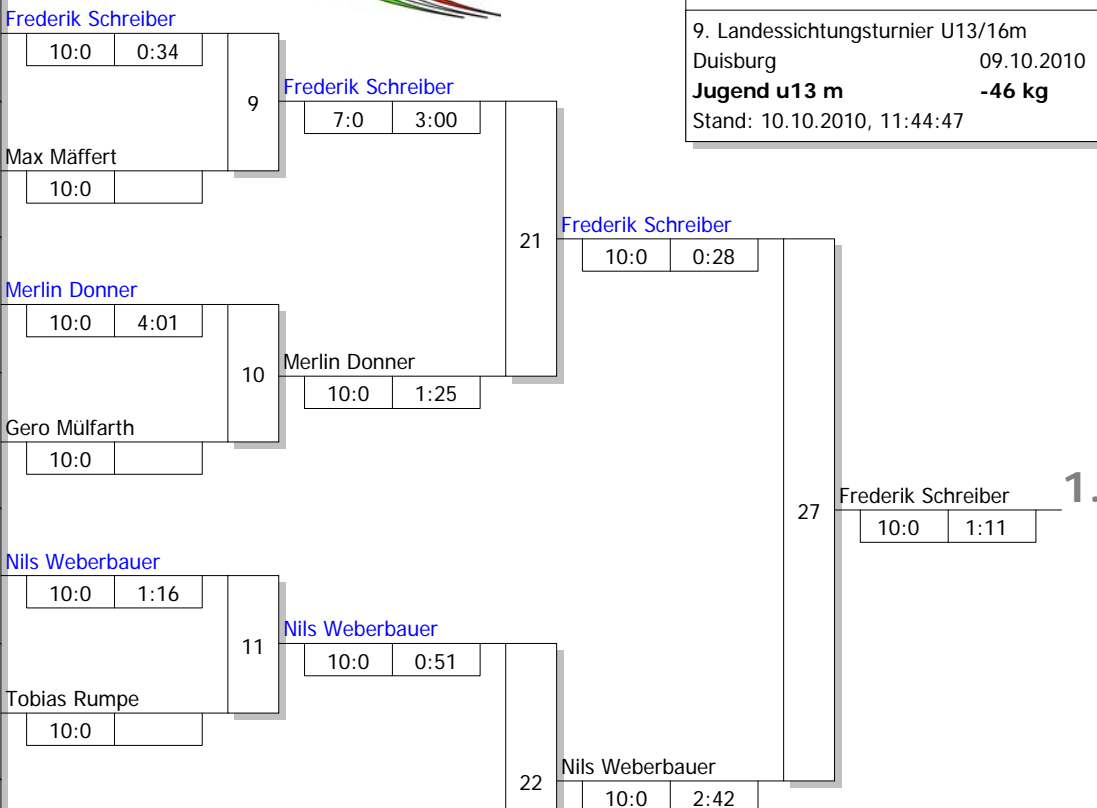 Frederik Schreiber
10:0 0:34
9. Landessichtungsturnier U13/16m
Duisburg 09.10.2010
Jugend u13 m -46 kg
Stand: 10.10.2010, 11:44:47
9
Frederik Schreiber
7:0 3:00
Max Mäffert
10:0
21
Frederik Schreiber
10:0 0:28
Merlin Donner
10:0 4:01
10
Merlin Donner
10:0 1:25
Gero Mülfarth
10:0
27
Frederik Schreiber 1.
10:0 1:11
Nils Weberbauer
10:0 1:16
11
Nils Weberbauer
10:0 0:51
Tobias Rumpe
10:0
22
Nils Weberbauer
10:0 2:42